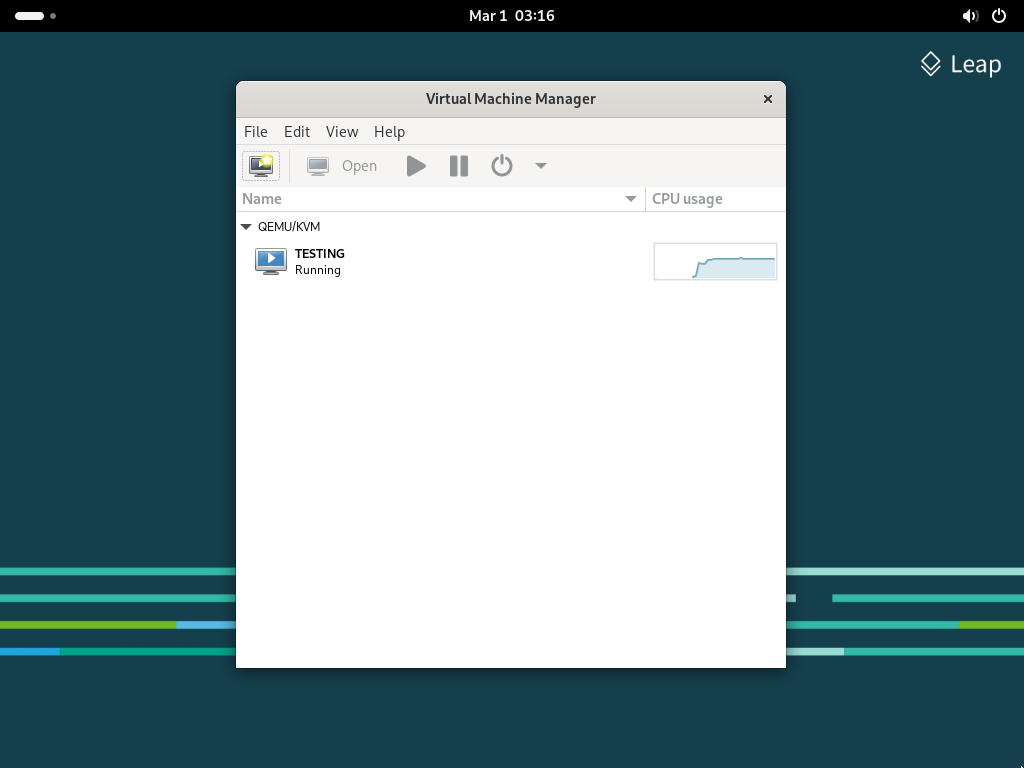 Mar 1 03:16
Leap
Virtual Machine Manager
File Edit View Help
Open
Name CPU usage
QEMU/KVM
TESTING
Running